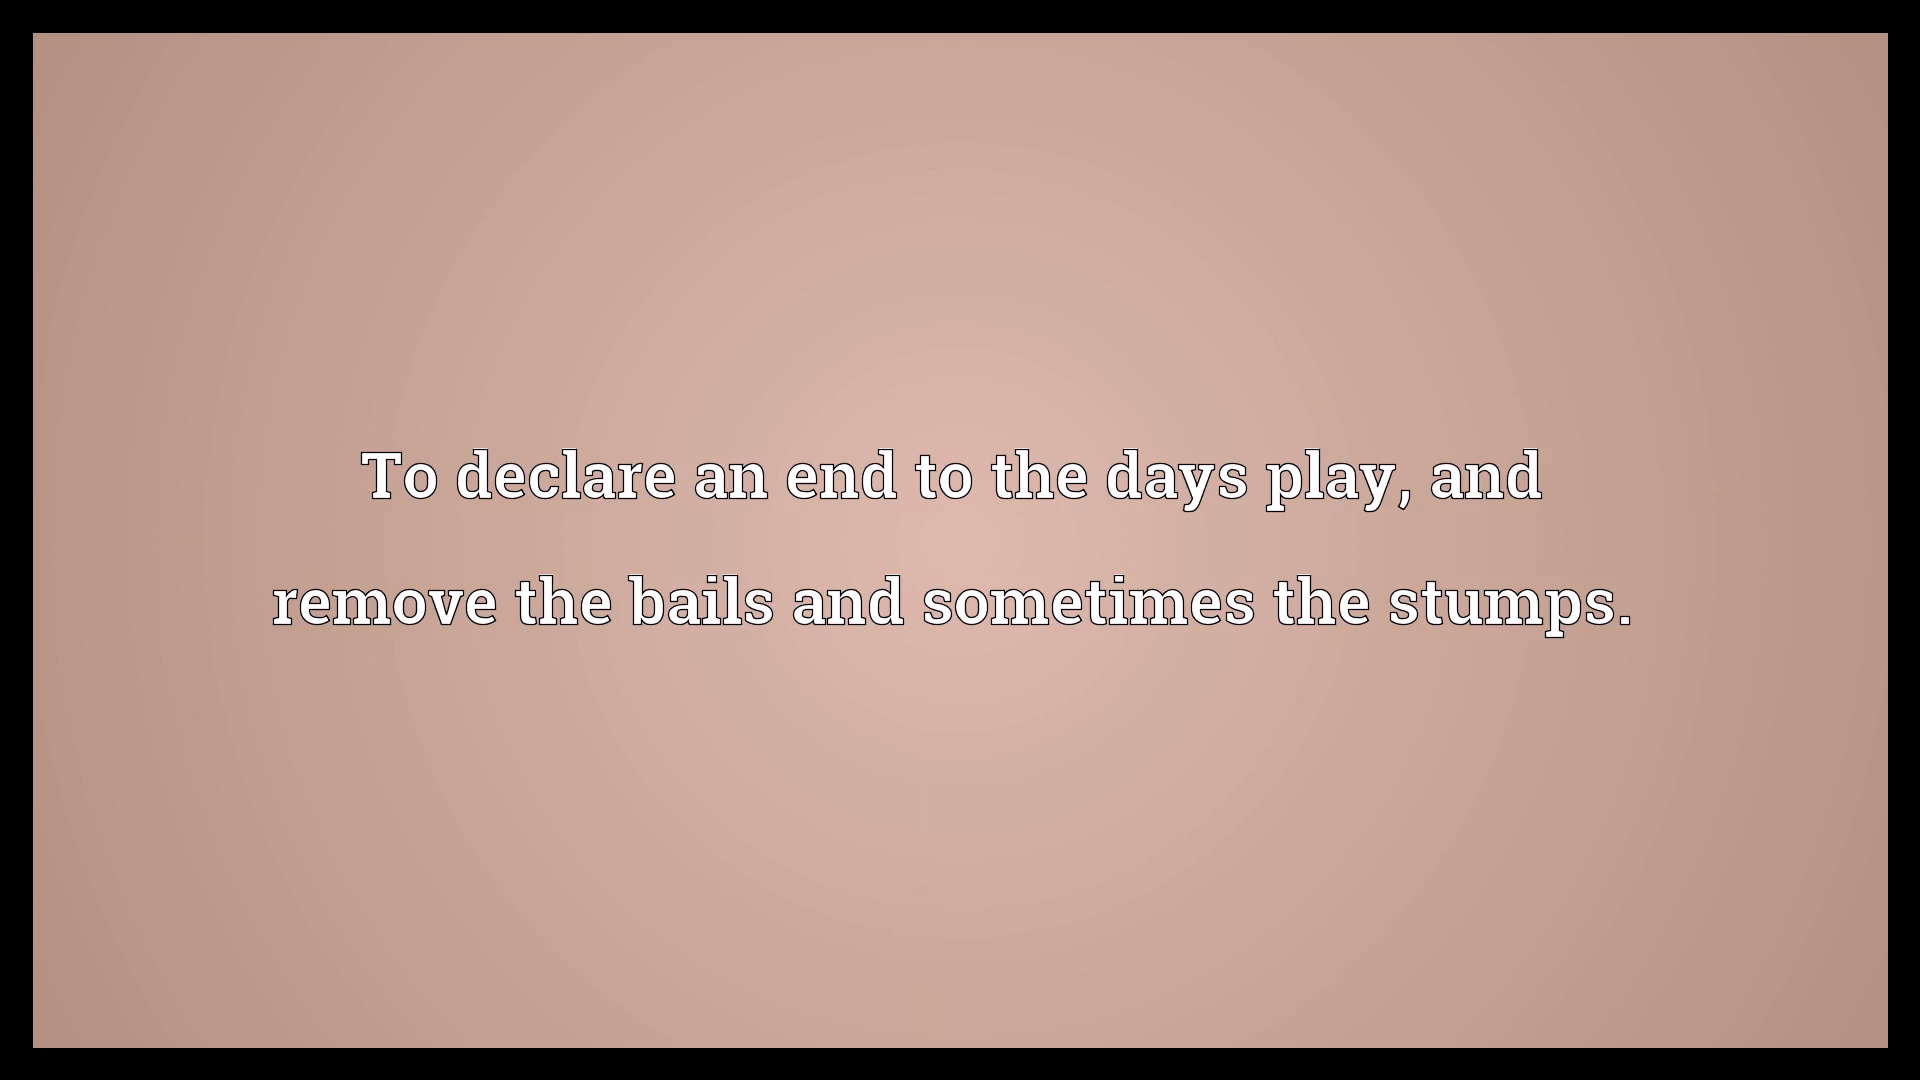 To declare an end to the days play, and
remove the bails and sometimes the stumps.